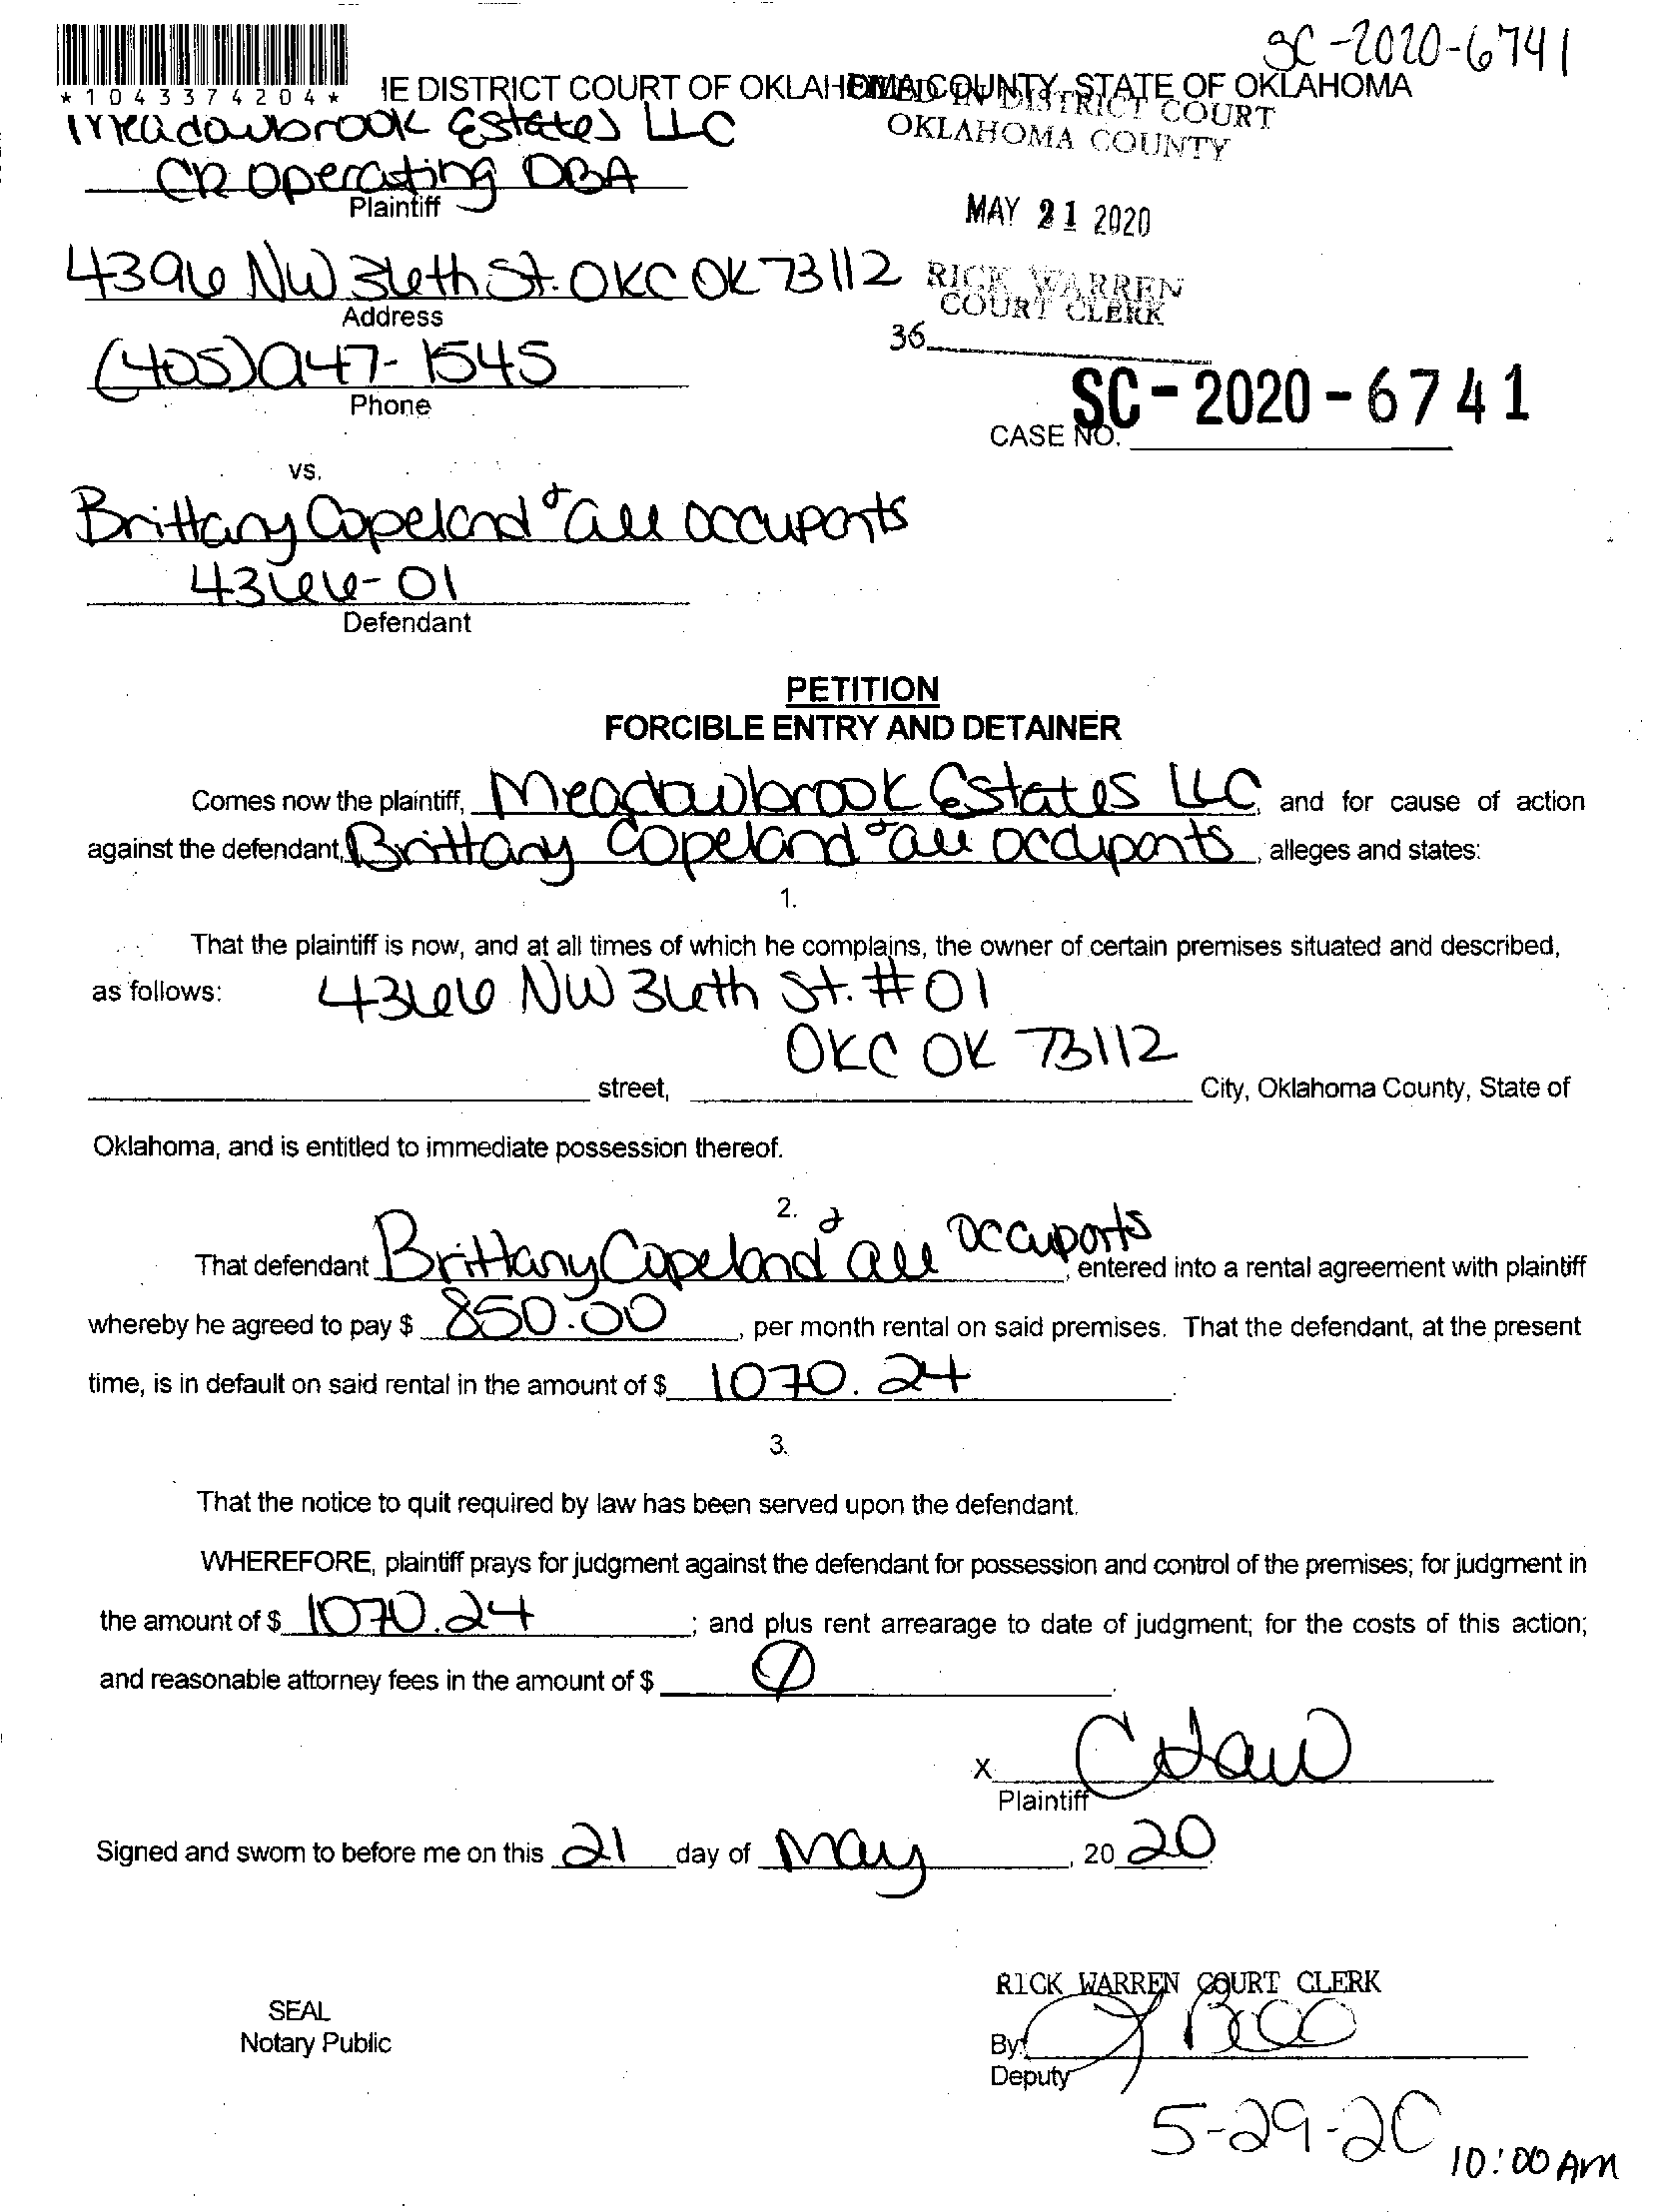 SC-2020-6741
*1043374204*
IE DISTRICT COURT OF OKLAHOMA COUNTY, STATE OF OKLAHOMA
FILED IN DISTRICT COURT
OKLAHOMA COUNTY
Meadowbrook Estates LLC
CR Operating DBA
Plaintiff
MAY 21 2020
4396 NW 36th St. OKC OK 73112
Address
RICK WARREN
COURT CLERK
36
(405)947-1545
Phone
SC-2020-6741
CASE NO.
vs.
Brittany Copeland & all occupants
4366-01
Defendant
PETITION
FORCIBLE ENTRY AND DETAINER
Comes now the plaintiff, Meadowbrook Estates LLC, and for cause of action
against the defendant, Brittany Copeland & all occupants, alleges and states:
1.
That the plaintiff is now, and at all times of which he complains, the owner of certain premises situated and described,
as follows: 4366 NW 36th St. #01
OKC OK 73112
street, City, Oklahoma County, State of
Oklahoma, and is entitled to immediate possession thereof.
2.
That defendant Brittany Copeland & all occupants, entered into a rental agreement with plaintiff
whereby he agreed to pay $ 850.00, per month rental on said premises. That the defendant, at the present
time, is in default on said rental in the amount of $ 1070.24.
3.
That the notice to quit required by law has been served upon the defendant.
WHEREFORE, plaintiff prays for judgment against the defendant for possession and control of the premises; for judgment in
the amount of $ 1070.24; and plus rent arrearage to date of judgment; for the costs of this action;
and reasonable attorney fees in the amount of $ 0.
X
Plaintiff
Signed and sworn to before me on this 21 day of May, 2020.
RICK WARREN COURT CLERK
SEAL
Notary Public
By:
Deputy
5-29-20
10:00 AM